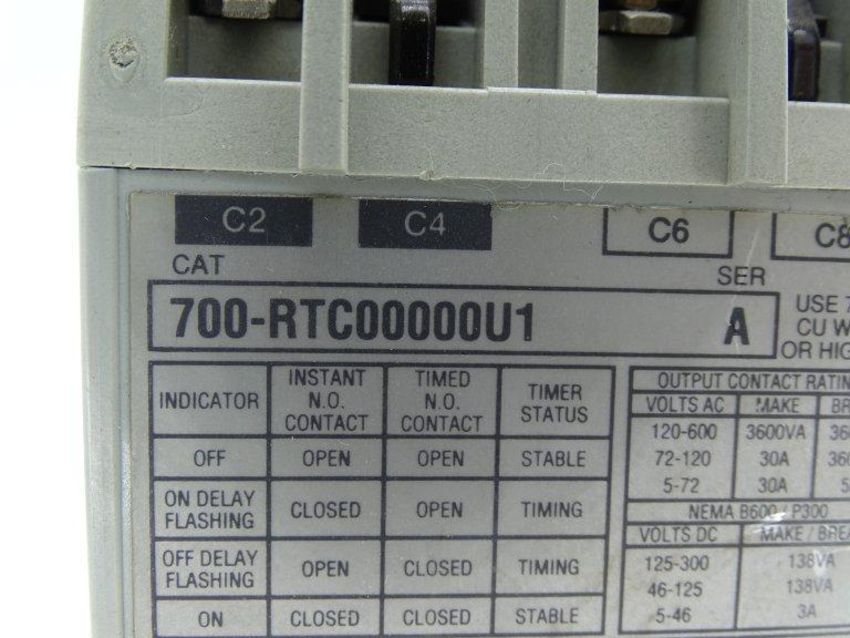 C2 C4 C6 C8
CAT SER
700-RTC00000U1 A
USE
CU
OR
INDICATOR INSTANT N.O. CONTACT TIMED N.O. CONTACT TIMER STATUS
OFF OPEN OPEN STABLE
ON DELAY FLASHING CLOSED OPEN TIMING
OFF DELAY FLASHING OPEN CLOSED TIMING
ON CLOSED CLOSED STABLE
OUTPUT CONTACT
VOLTS AC MAKE
120-600 3600VA
72-120 30A
5-72 30A
NEMA B600 / P300
VOLTS DC MAKE /
125-300 138VA
46-125 138VA
5-46 3A